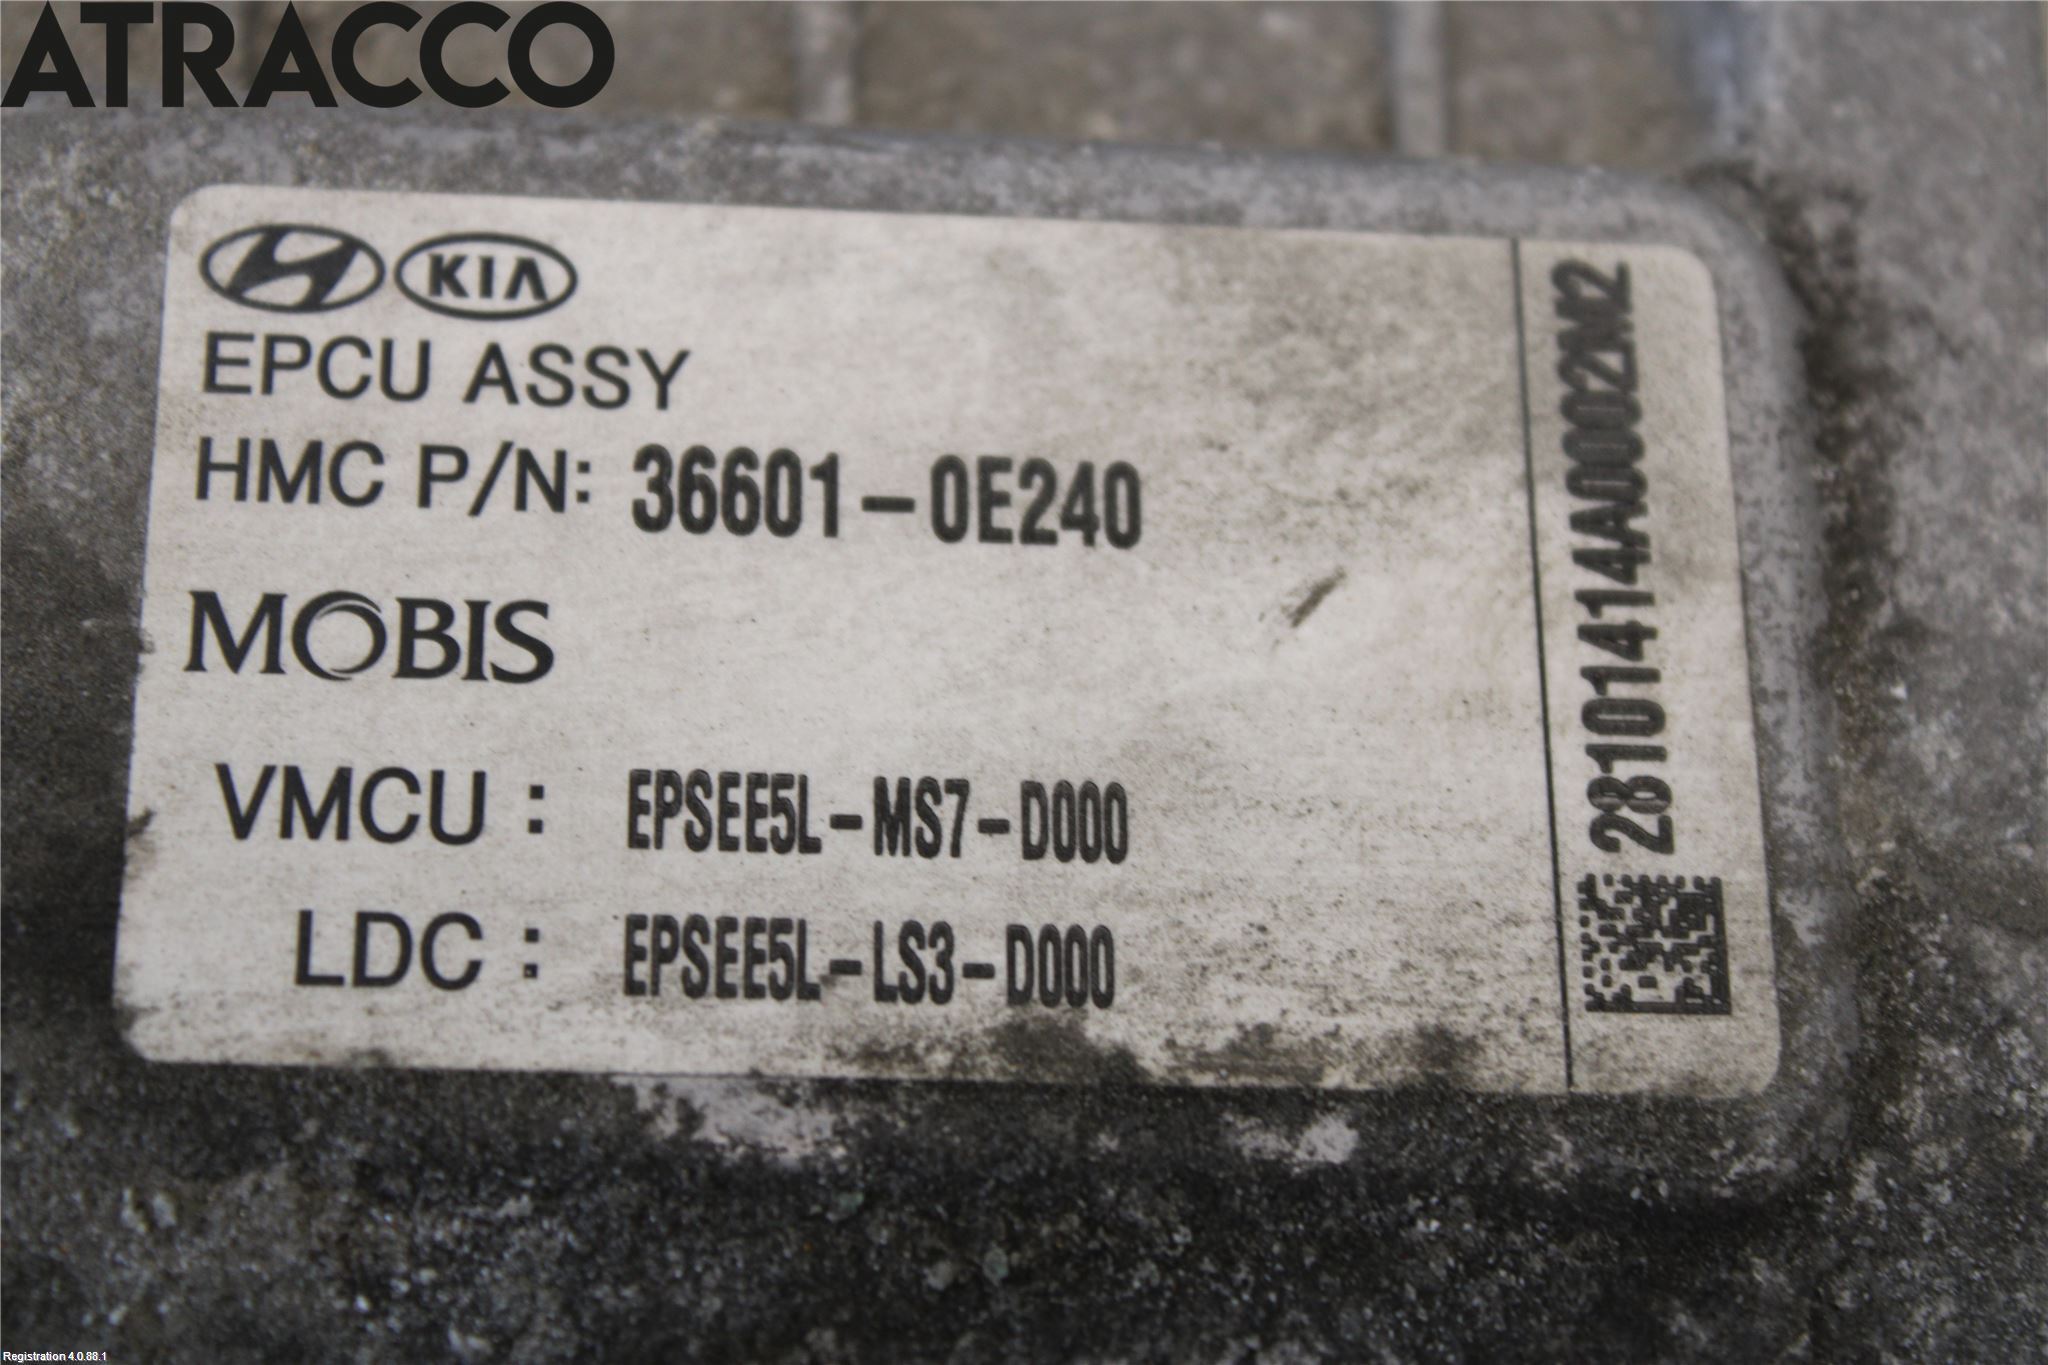 ATRACCO
KIA
EPCU ASSY
HMC P/N: 36601-0E240
MOBIS
VMCU : EPSEE5L-MS7-D000
LDC : EPSEE5L-LS3-D000
28101414A0002M2
Registration 4.0.88.1